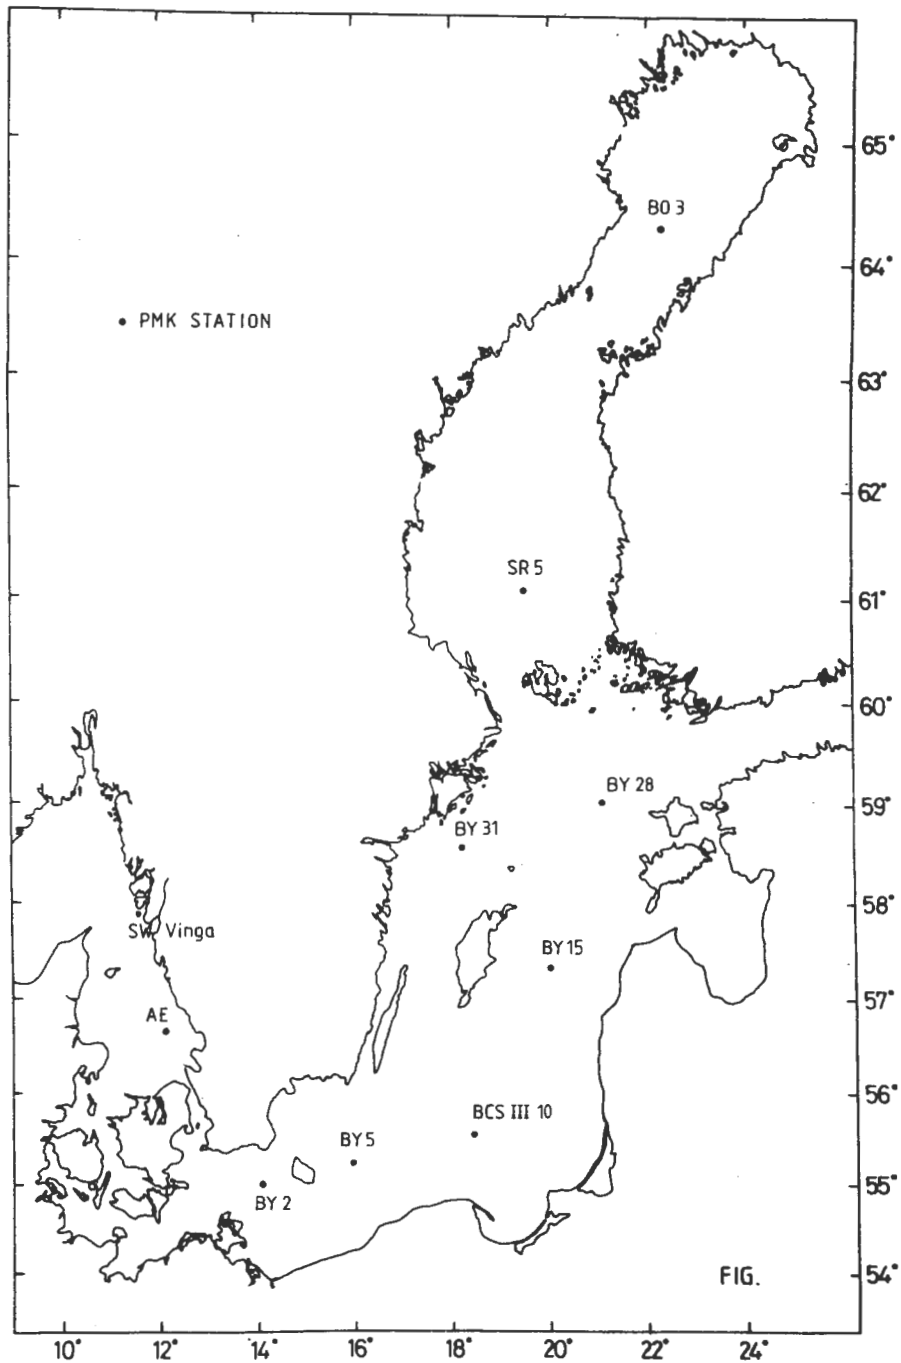 65°
BO 3
64°
PMK STATION
63°
62°
SR 5
61°
60°
BY 28
59°
BY 31
58°
SW Vinga
BY 15
57°
AE
56°
BCS III 10
BY 5
55°
BY 2
FIG.
54°
10° 12° 14° 16° 18° 20° 22° 24°